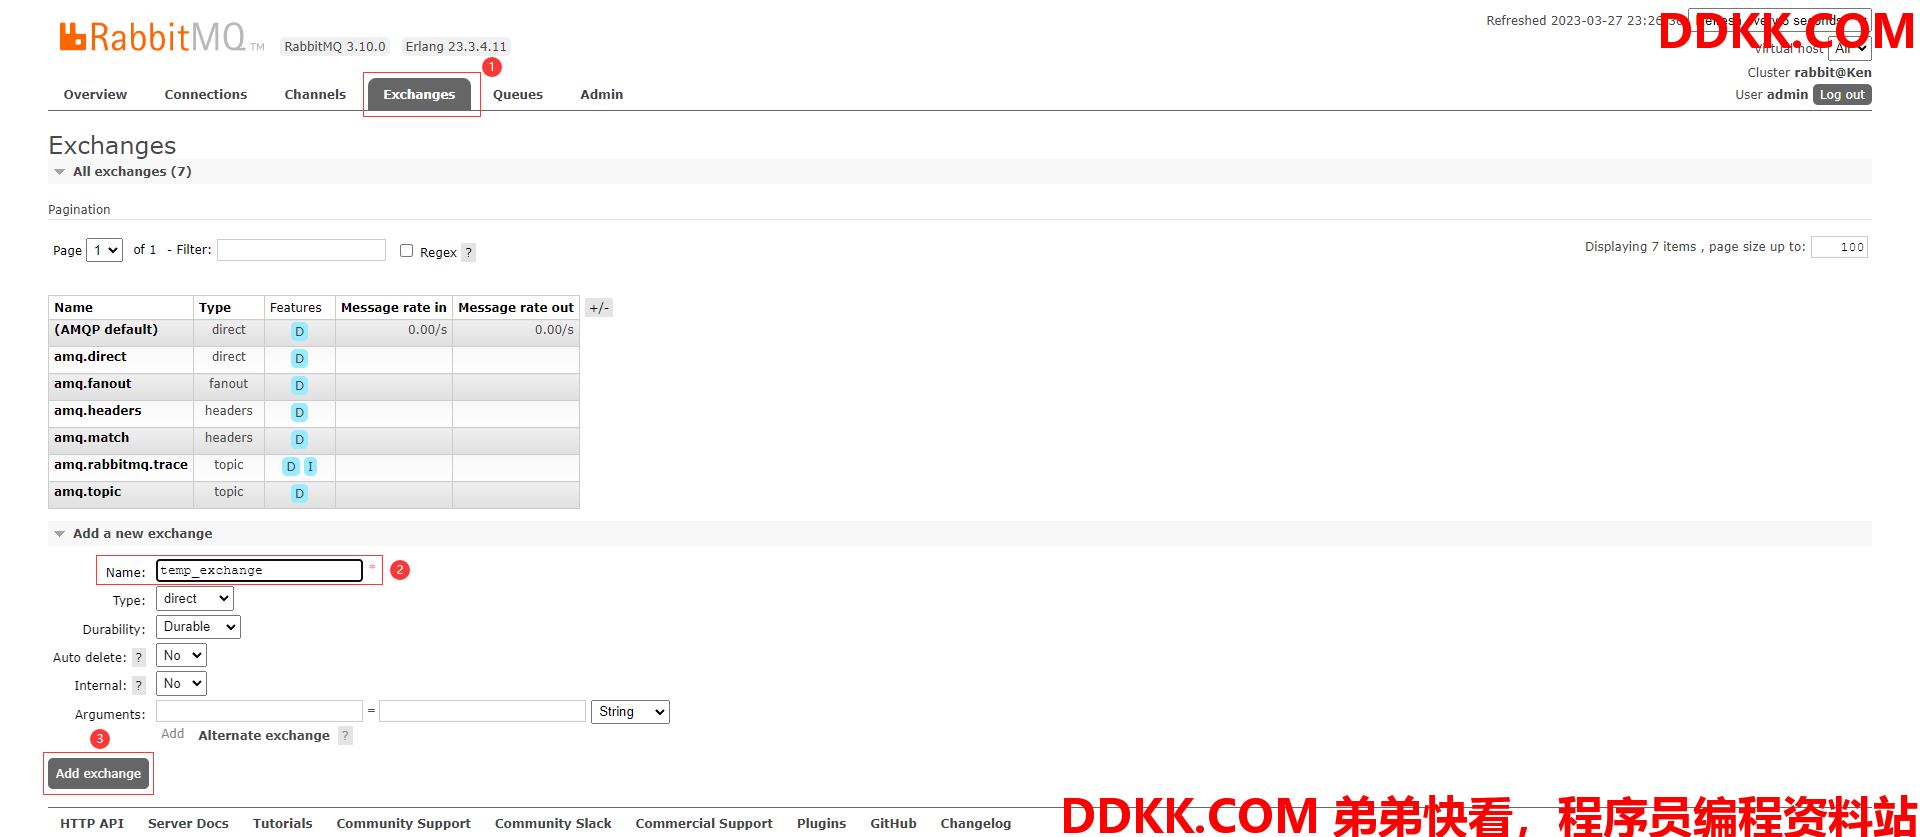 RabbitMQ TM RabbitMQ 3.10.0 Erlang 23.3.4.11
Refreshed 2023-03-27 23:26 Refresh every 5 seconds
DDKK.COM
Virtual host All
Cluster rabbit@Ken
User admin Log out
1
Overview Connections Channels Exchanges Queues Admin
Exchanges
All exchanges (7)
Pagination
Page 1 of 1 - Filter: Regex ?
Displaying 7 items , page size up to: 100
Name Type Features Message rate in Message rate out +/-
(AMQP default) direct D 0.00/s 0.00/s
amq.direct direct D
amq.fanout fanout D
amq.headers headers D
amq.match headers D
amq.rabbitmq.trace topic D I
amq.topic topic D
Add a new exchange
Name: temp_exchange * 2
Type: direct
Durability: Durable
Auto delete: ? No
Internal: ? No
Arguments: = String
Add Alternate exchange ?
3
Add exchange
HTTP API Server Docs Tutorials Community Support Community Slack Commercial Support Plugins GitHub Changelog
DDKK.COM 弟弟快看，程序员编程资料站